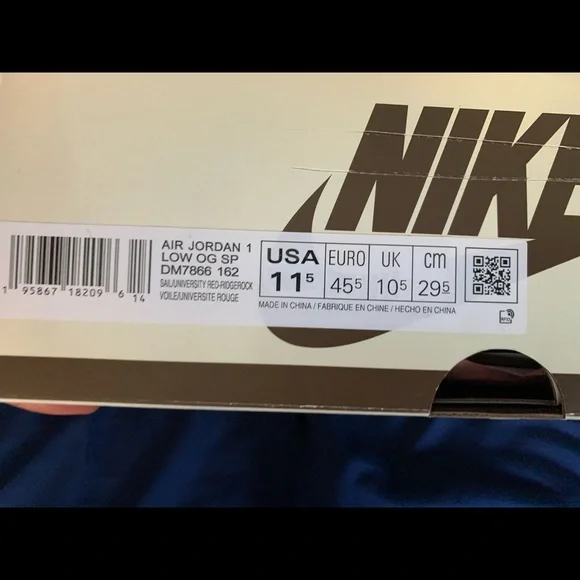 NIKE
AIR JORDAN 1
LOW OG SP
DM7866 162
SAIL/UNIVERSITY RED-RIDGEROCK
VOILE/UNIVERSITE ROUGE
USA EURO UK cm
11⁵ 45⁵ 10⁵ 29⁵
MADE IN CHINA / FABRIQUE EN CHINE / HECHO EN CHINA
1 95867 18209 6 14
RFID